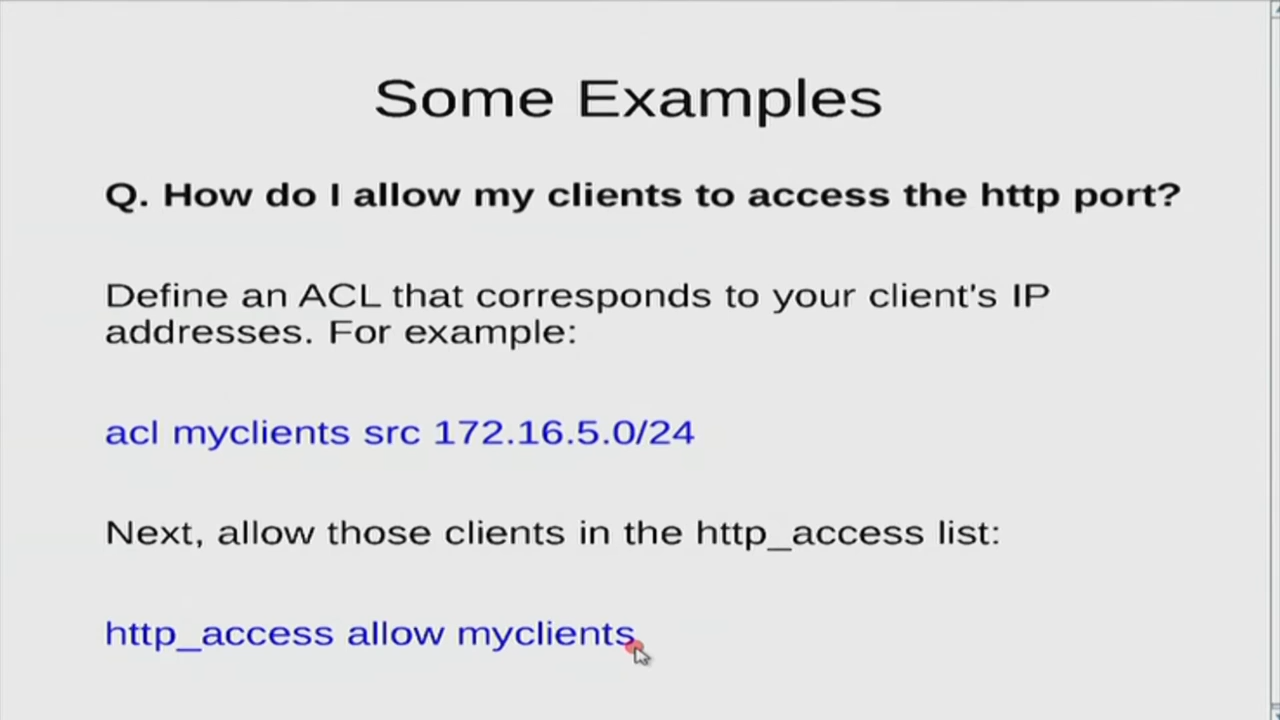 Some Examples
Q. How do I allow my clients to access the http port?
Define an ACL that corresponds to your client's IP
addresses. For example:
acl myclients src 172.16.5.0/24
Next, allow those clients in the http_access list:
http_access allow myclients